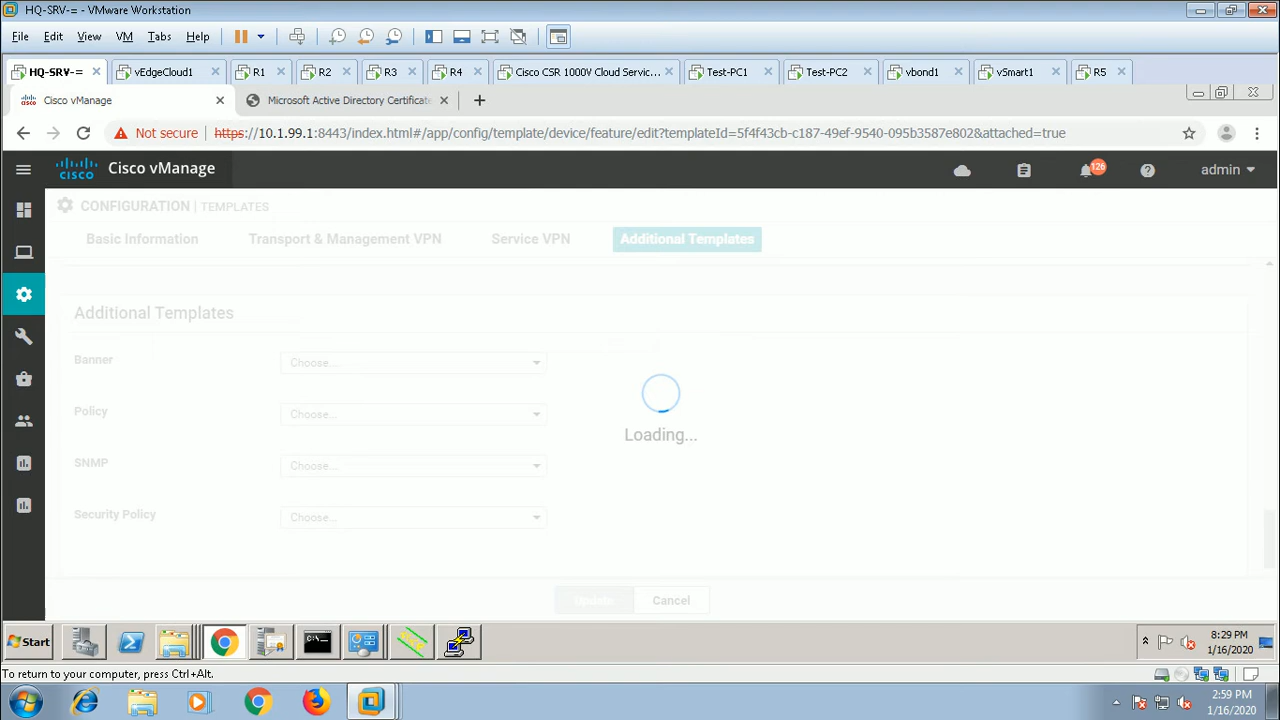 HQ-SRV-= - VMware Workstation
File Edit View VM Tabs Help
HQ-SRV-= vEdgeCloud1 R1 R2 R3 R4 Cisco CSR 1000V Cloud Servic... Test-PC1 Test-PC2 vbond1 vSmart1 R5
Cisco vManage Microsoft Active Directory Certificate
Not secure https://10.1.99.1:8443/index.html#/app/config/template/device/feature/edit?templateId=5f4f43cb-c187-49ef-9540-095b3587e802&attached=true
cisco Cisco vManage 126 admin
CONFIGURATION | TEMPLATES
Basic Information Transport & Management VPN Service VPN Additional Templates
Additional Templates
Banner Choose...
Policy Choose...
Loading...
SNMP Choose...
Security Policy Choose...
Update Cancel
Start 8:29 PM
1/16/2020
To return to your computer, press Ctrl+Alt.
2:59 PM
1/16/2020